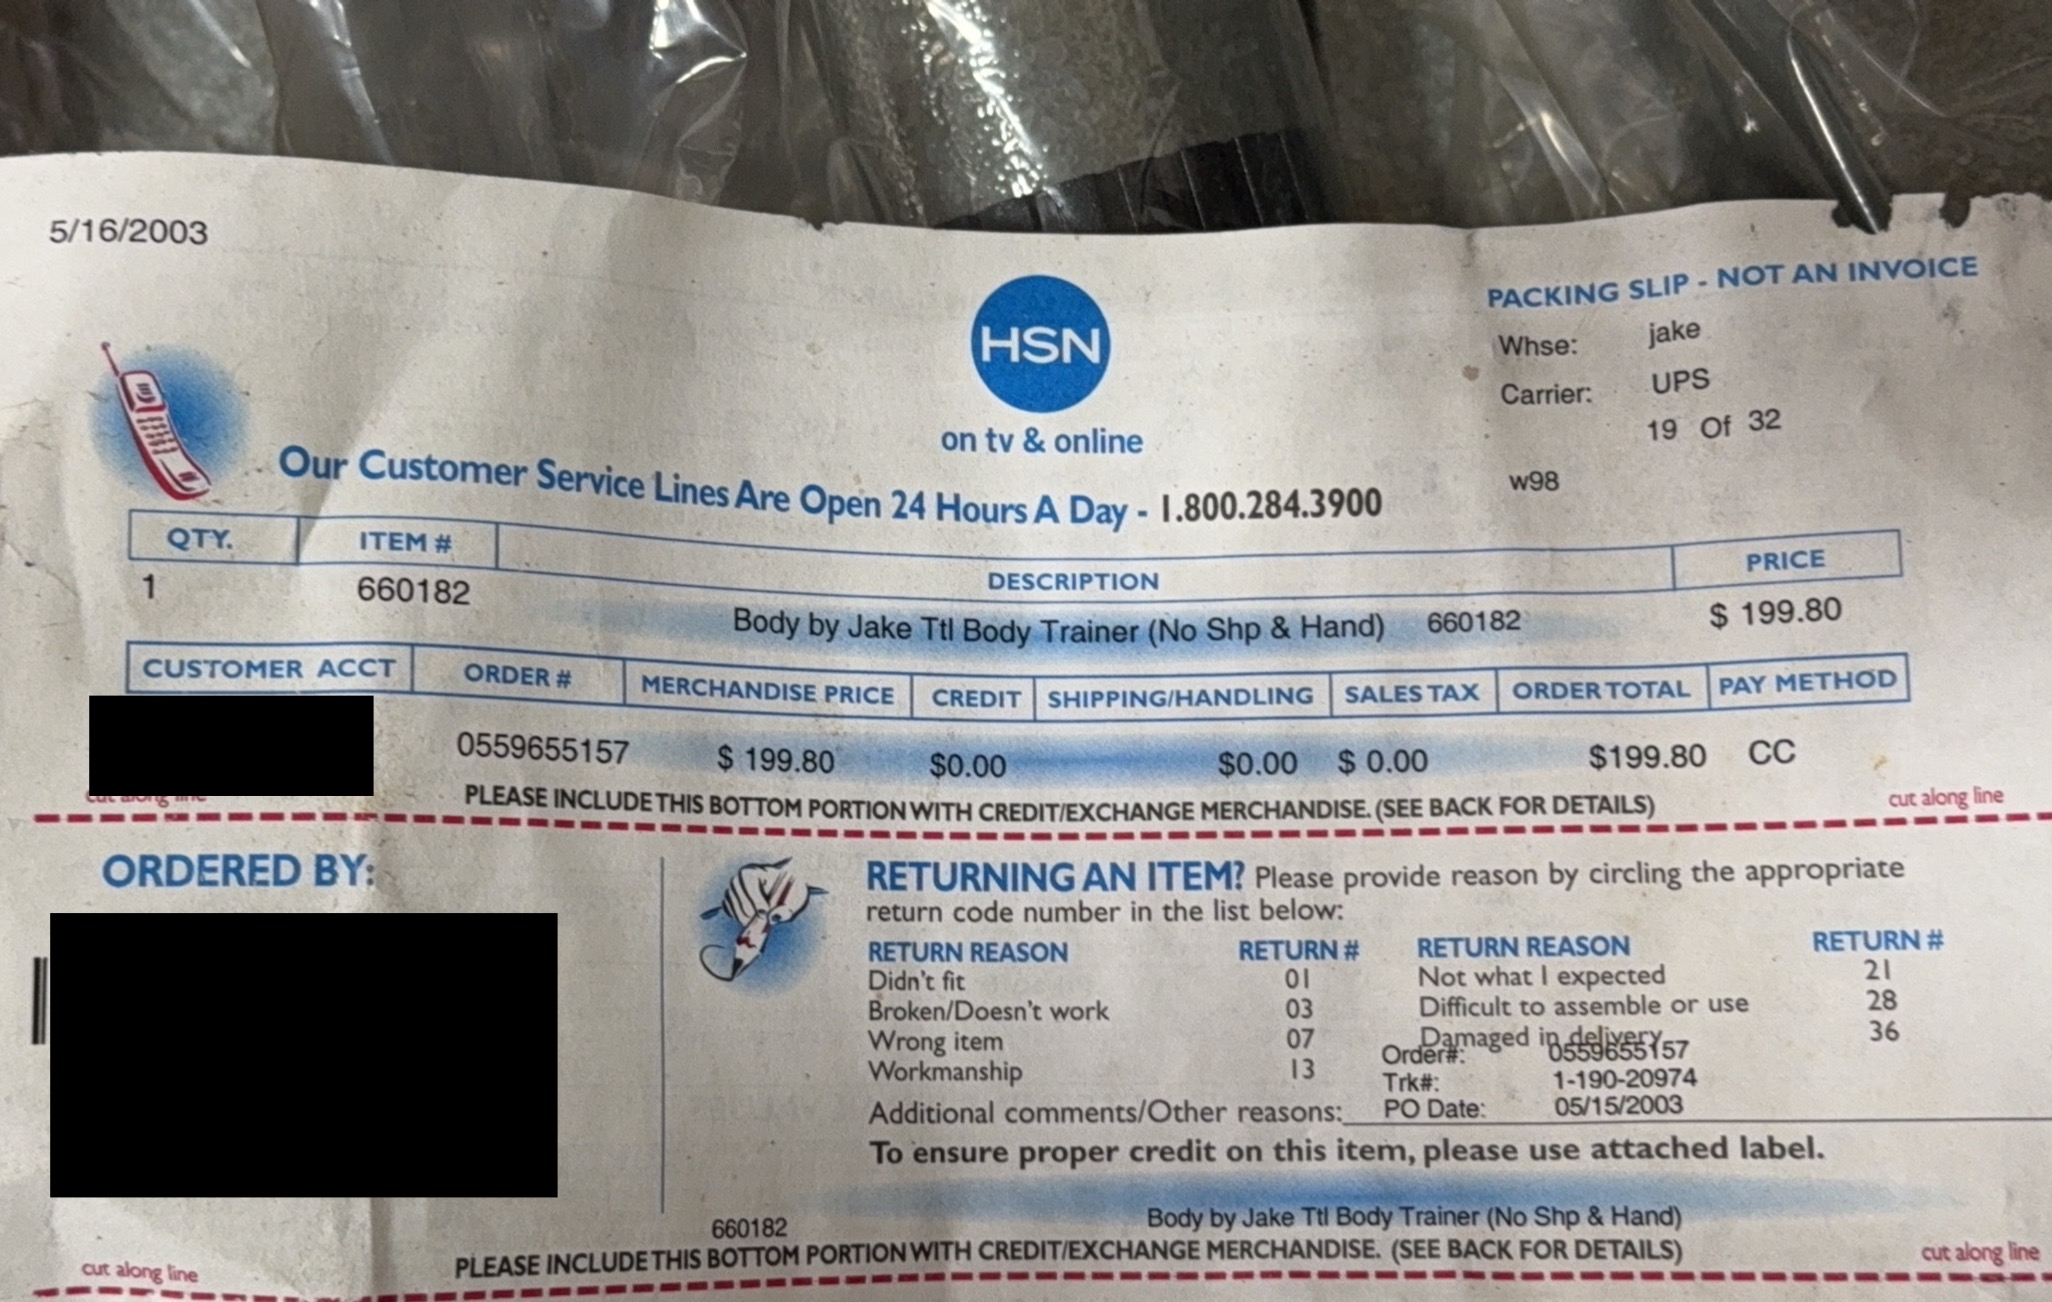 5/16/2003
PACKING SLIP - NOT AN INVOICE
Whse: jake
Carrier: UPS
19 Of 32
w98
HSN
on tv & online
Our Customer Service Lines Are Open 24 Hours A Day - 1.800.284.3900
QTY. ITEM # DESCRIPTION PRICE
1 660182 Body by Jake Ttl Body Trainer (No Shp & Hand) 660182 $ 199.80
CUSTOMER ACCT ORDER # MERCHANDISE PRICE CREDIT SHIPPING/HANDLING SALES TAX ORDER TOTAL PAY METHOD
0559655157 $ 199.80 $0.00 $0.00 $ 0.00 $199.80 CC
cut along line PLEASE INCLUDE THIS BOTTOM PORTION WITH CREDIT/EXCHANGE MERCHANDISE. (SEE BACK FOR DETAILS) cut along line
ORDERED BY:
RETURNING AN ITEM? Please provide reason by circling the appropriate
return code number in the list below:
RETURN REASON RETURN # RETURN REASON RETURN #
Didn't fit 01 Not what I expected 21
Broken/Doesn't work 03 Difficult to assemble or use 28
Wrong item 07 Damaged in delivery 36
Workmanship 13
Order#: 0559655157
Trk#: 1-190-20974
PO Date: 05/15/2003
Additional comments/Other reasons:
To ensure proper credit on this item, please use attached label.
660182 Body by Jake Ttl Body Trainer (No Shp & Hand)
cut along line PLEASE INCLUDE THIS BOTTOM PORTION WITH CREDIT/EXCHANGE MERCHANDISE. (SEE BACK FOR DETAILS) cut along line